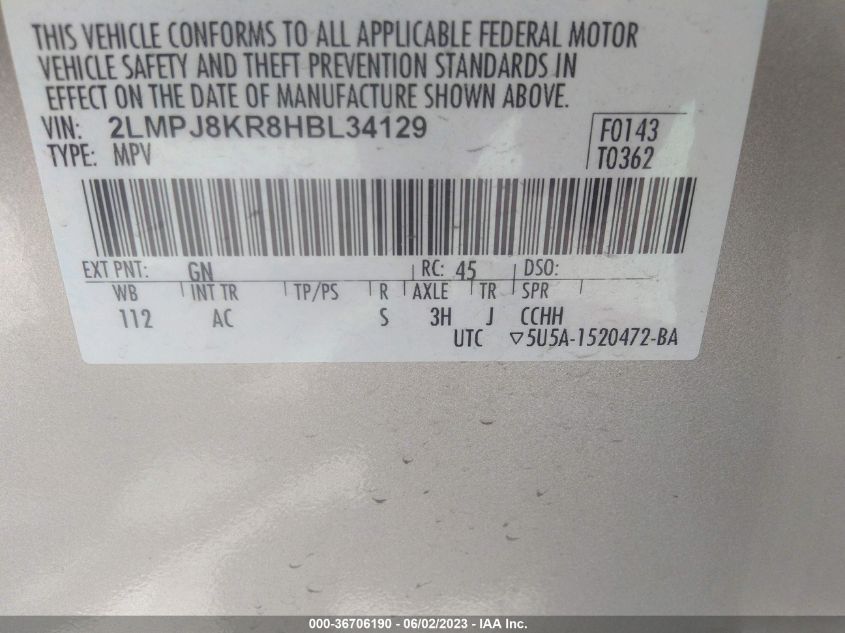 THIS VEHICLE CONFORMS TO ALL APPLICABLE FEDERAL MOTOR
VEHICLE SAFETY AND THEFT PREVENTION STANDARDS IN
EFFECT ON THE DATE OF MANUFACTURE SHOWN ABOVE.
VIN: 2LMPJ8KR8HBL34129 F0143
TYPE: MPV T0362
EXT PNT: GN RC: 45 DSO:
WB INT TR TP/PS R AXLE TR SPR
112 AC S 3H J CCHH
UTC ▽5U5A-1520472-BA
000-36706190 - 06/02/2023 - IAA Inc.